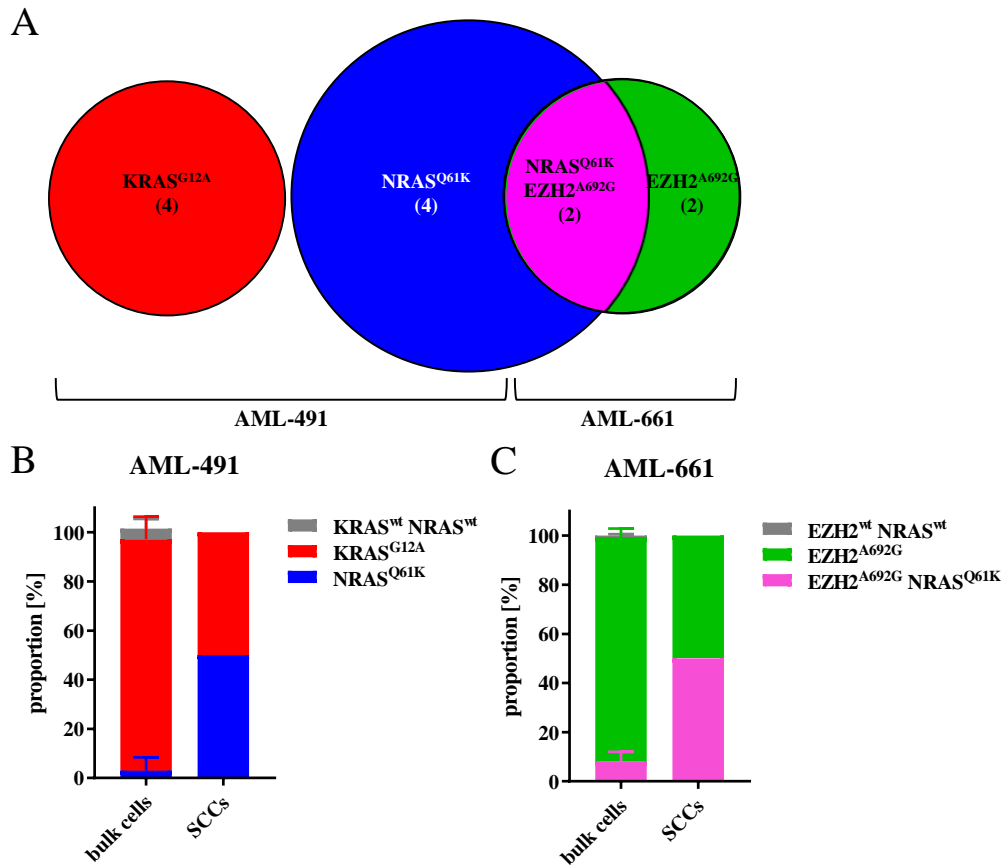 A
KRAS^G12A
(4)
NRAS^Q61K
(4)
NRAS^Q61K
EZH2^A692G
(2)
EZH2^A692G
(2)
AML-491
AML-661
B
AML-491
proportion [%]
100
80
60
40
20
0
bulk cells
SCCs
KRAS^wt NRAS^wt
KRAS^G12A
NRAS^Q61K
C
AML-661
proportion [%]
100
80
60
40
20
0
bulk cells
SCCs
EZH2^wt NRAS^wt
EZH2^A692G
EZH2^A692G NRAS^Q61K